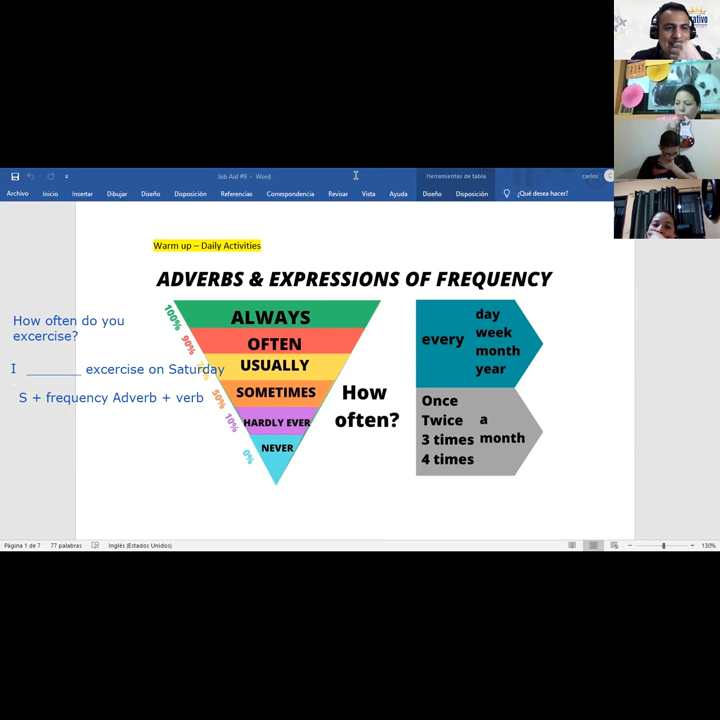 Job Aid #9 - Word
Herramientas de tabla
carlos
Archivo Inicio Insertar Dibujar Diseño Disposición Referencias Correspondencia Revisar Vista Ayuda Diseño Disposición ¿Qué desea hacer?
Warm up – Daily Activities
ADVERBS & EXPRESSIONS OF FREQUENCY
How often do you
excercise?
I ________ excercise on Saturday
S + frequency Adverb + verb
100% ALWAYS
90% OFTEN
USUALLY
50% SOMETIMES
10% HARDLY EVER
0% NEVER
How
often?
every
day
week
month
year
Once
Twice
3 times
4 times
a
month
Página 1 de 7 77 palabras Inglés (Estados Unidos) 130%